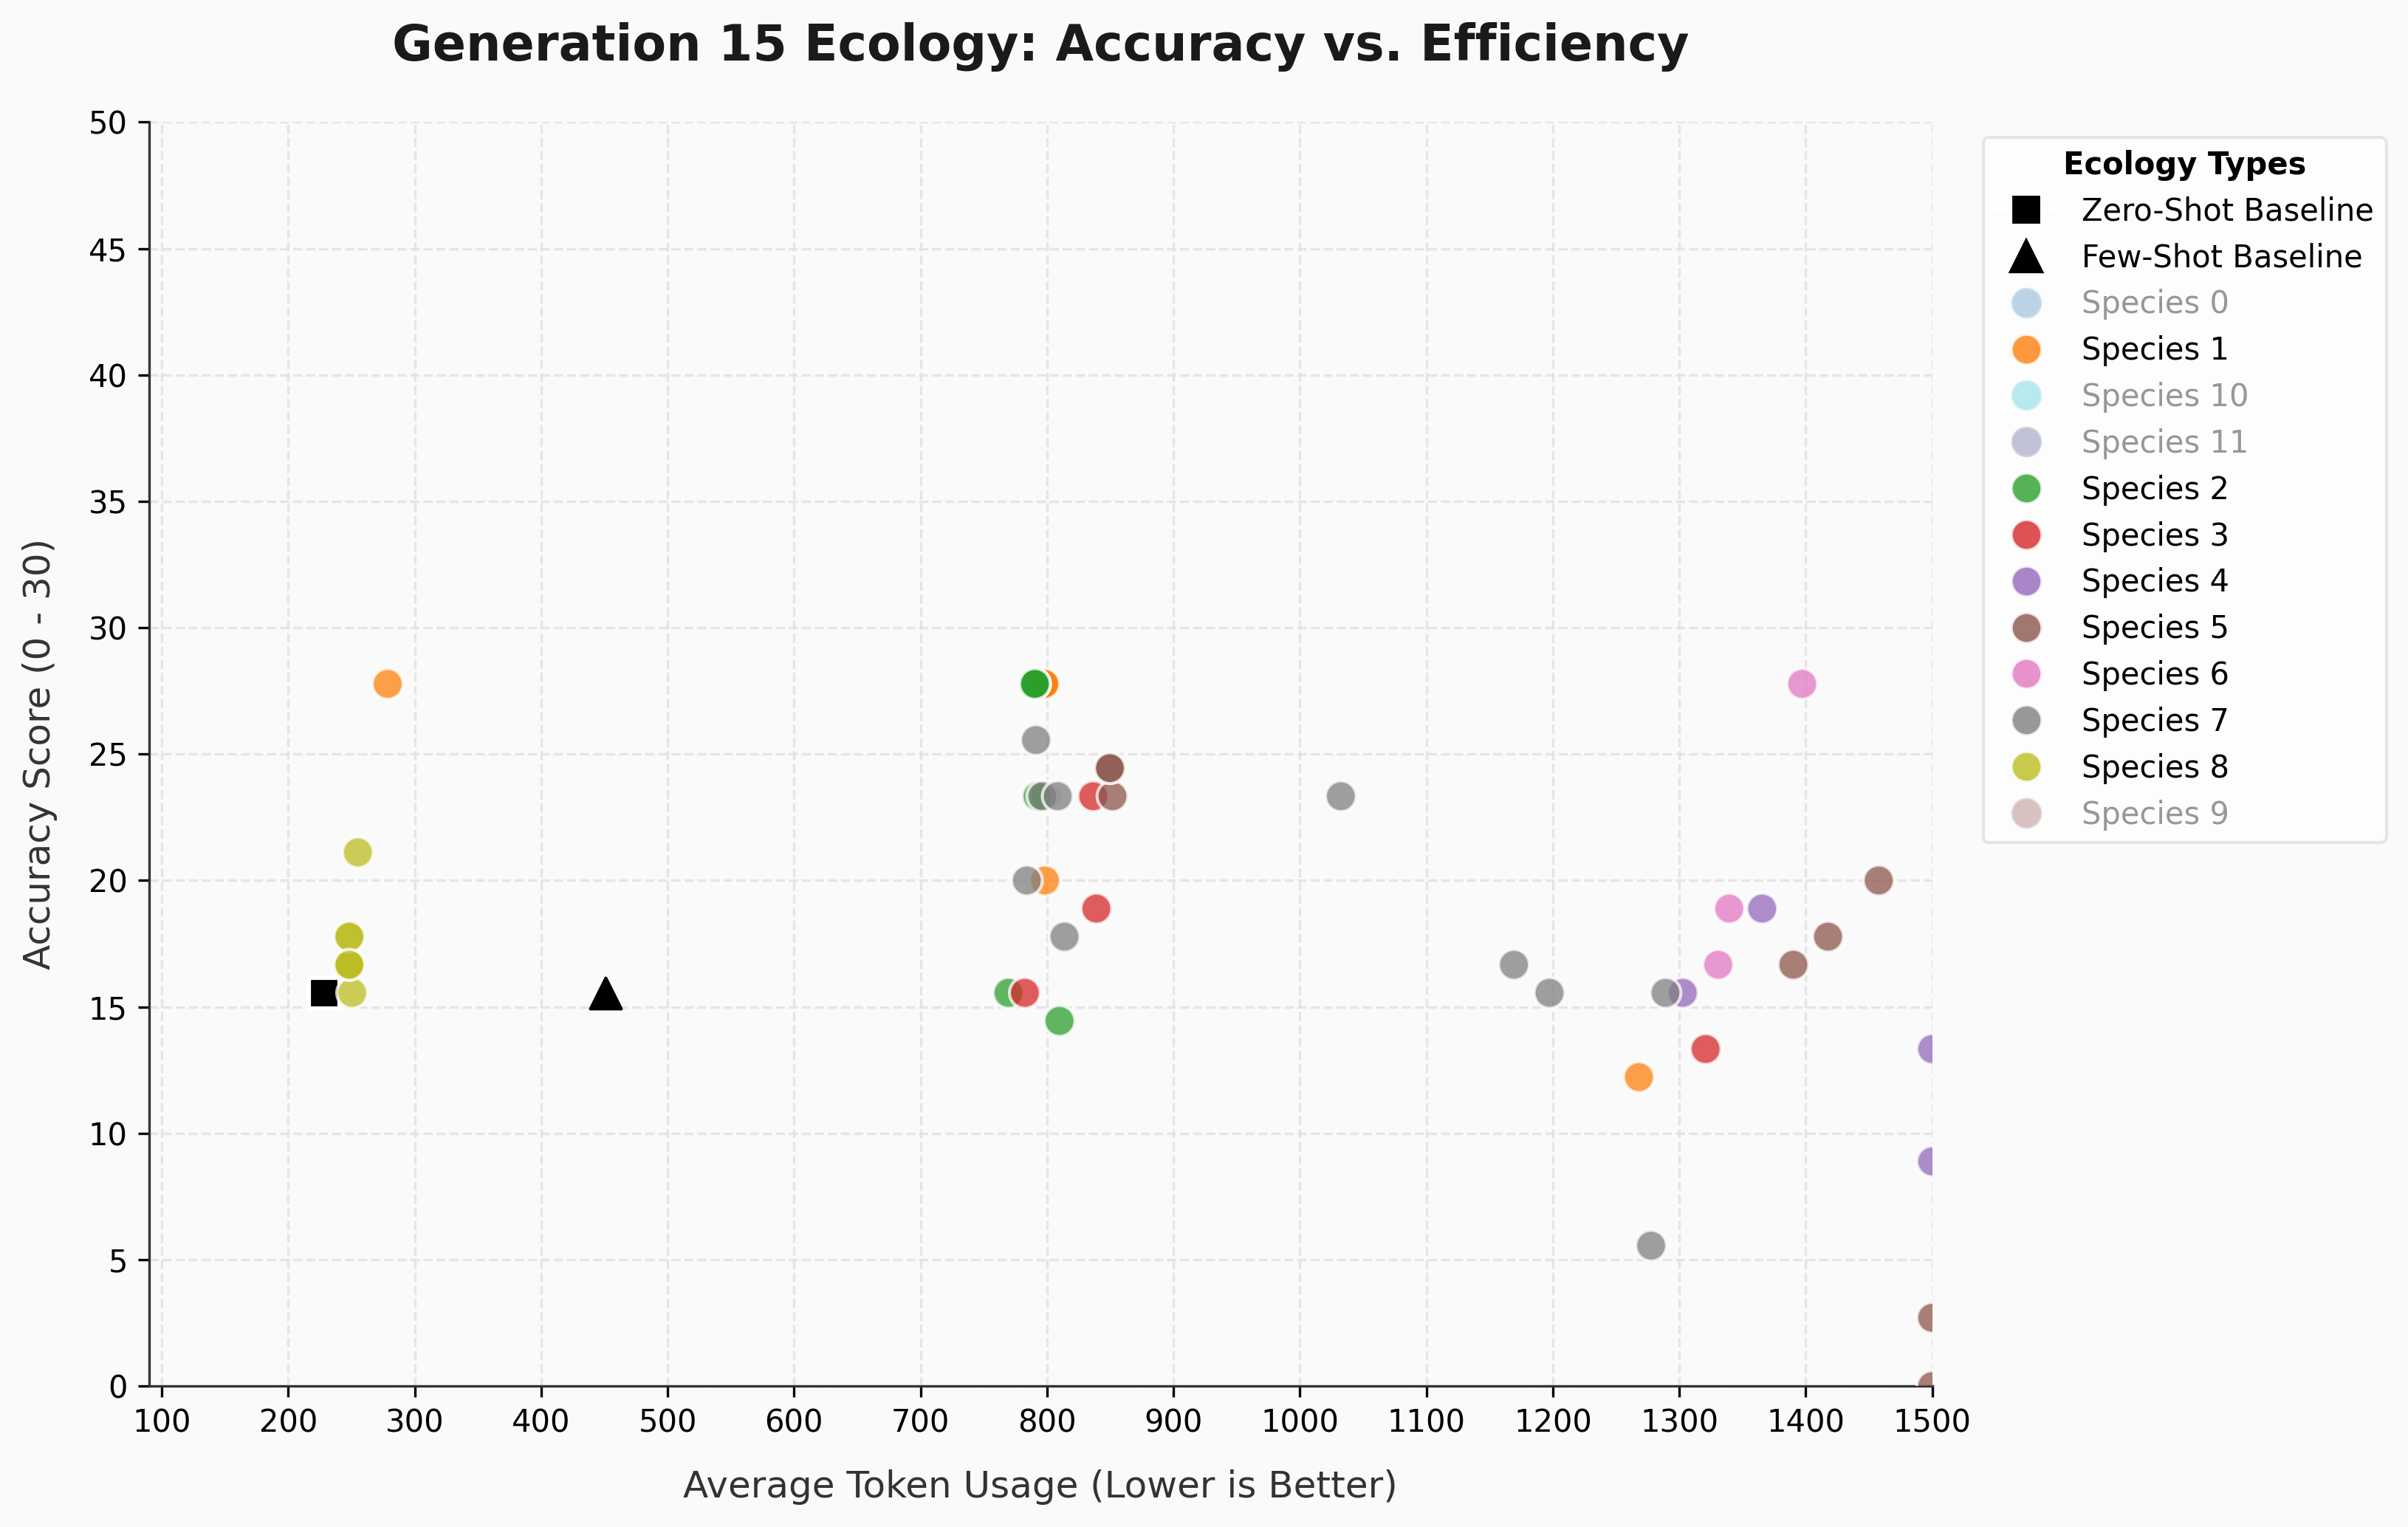 Generation 15 Ecology: Accuracy vs. Efficiency
50
45
40
35
30
25
20
15
10
5
0
Accuracy Score (0 - 30)
100 200 300 400 500 600 700 800 900 1000 1100 1200 1300 1400 1500
Average Token Usage (Lower is Better)
Ecology Types
Zero-Shot Baseline
Few-Shot Baseline
Species 0
Species 1
Species 10
Species 11
Species 2
Species 3
Species 4
Species 5
Species 6
Species 7
Species 8
Species 9